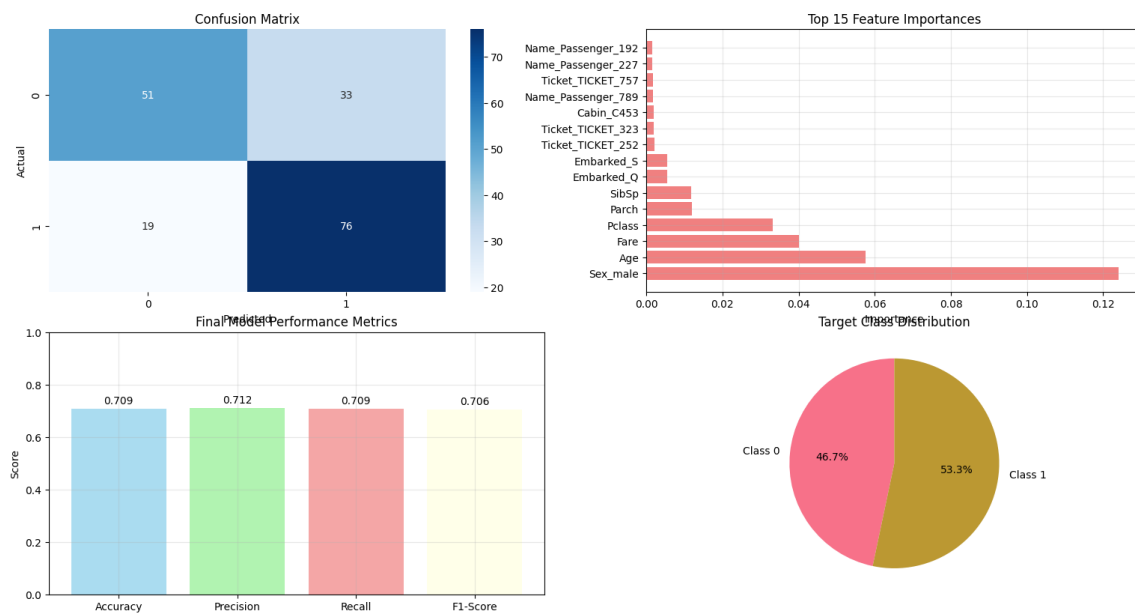 Confusion Matrix
Actual
0
1
51
33
19
76
0
1
Predicted
70
60
50
40
30
20
Top 15 Feature Importances
Name_Passenger_192
Name_Passenger_227
Ticket_TICKET_757
Name_Passenger_789
Cabin_C453
Ticket_TICKET_323
Ticket_TICKET_252
Embarked_S
Embarked_Q
SibSp
Parch
Pclass
Fare
Age
Sex_male
0.00
0.02
0.04
0.06
0.08
0.10
0.12
Importance
Final Model Performance Metrics
Score
1.0
0.8
0.6
0.4
0.2
0.0
0.709
0.712
0.709
0.706
Accuracy
Precision
Recall
F1-Score
Target Class Distribution
Class 0
46.7%
53.3%
Class 1